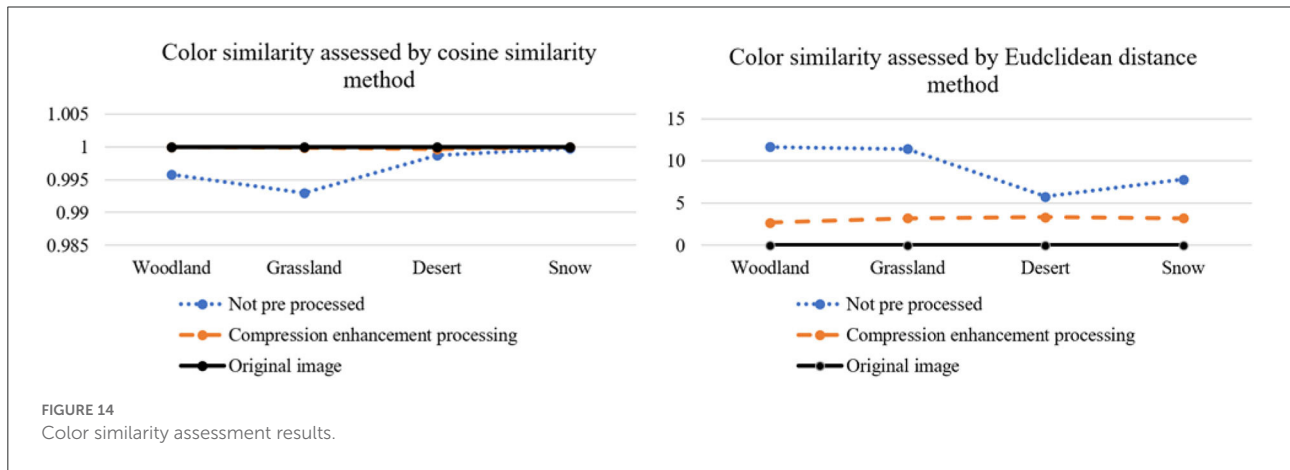 Color similarity assessed by cosine similarity
method
1.005
1
0.995
0.99
0.985
Woodland Grassland Desert Snow
Not pre processed
Compression enhancement processing
Original image
Color similarity assessed by Eudclidean distance
method
15
10
5
0
Woodland Grassland Desert Snow
Not pre processed
Compression enhancement processing
Original image
FIGURE 14
Color similarity assessment results.